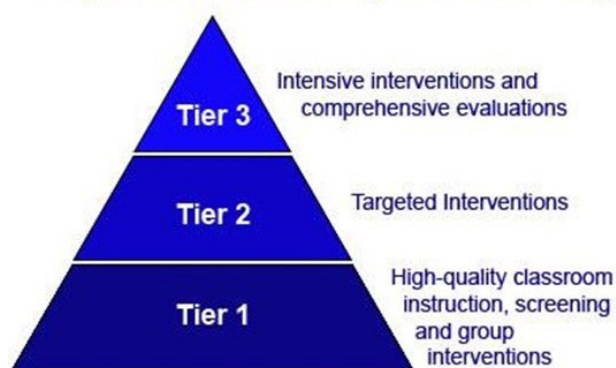 Intensive interventions and
comprehensive evaluations
Tier 3
Tier 2
Targeted Interventions
High-quality classroom
instruction, screening
and group
interventions
Tier 1